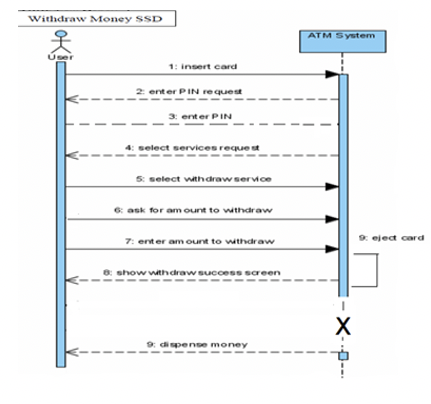 Withdraw Money SSD
ATM System
User
1: insert card
2: enter PIN request
3: enter PIN
4: select services request
5: select withdraw service
6: ask for amount to withdraw
7: enter amount to withdraw
9: eject card
8: show withdraw success screen
X
9: dispense money